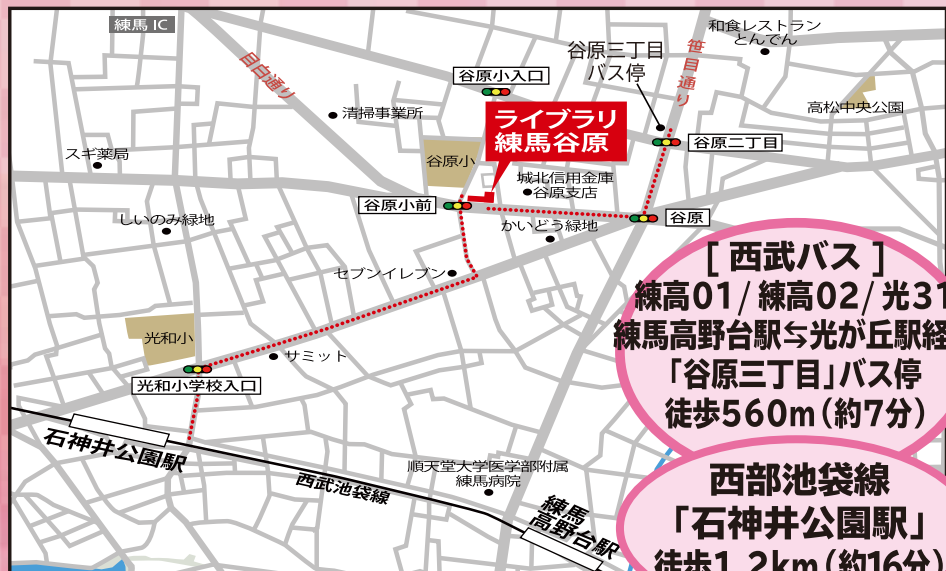 練馬 IC
目白通り
谷原三丁目
バス停
笹目通り
和食レストラン
とんでん
谷原小入口
清掃事業所
ライブラリ
練馬谷原
高松中央公園
谷原二丁目
スギ薬局
谷原小
城北信用金庫
谷原支店
谷原小前
谷原
しいのみ緑地
かいどう緑地
セブンイレブン
[ 西武バス ]
練高01/ 練高02/ 光31
練馬高野台駅⇆光が丘駅経
「谷原三丁目」バス停
徒歩560m(約7分)
光和小
サミット
光和小学校入口
石神井公園駅
西武池袋線
順天堂大学医学部附属
練馬病院
練馬
高野台駅
西部池袋線
「石神井公園駅」
徒歩1.2km(約16分)